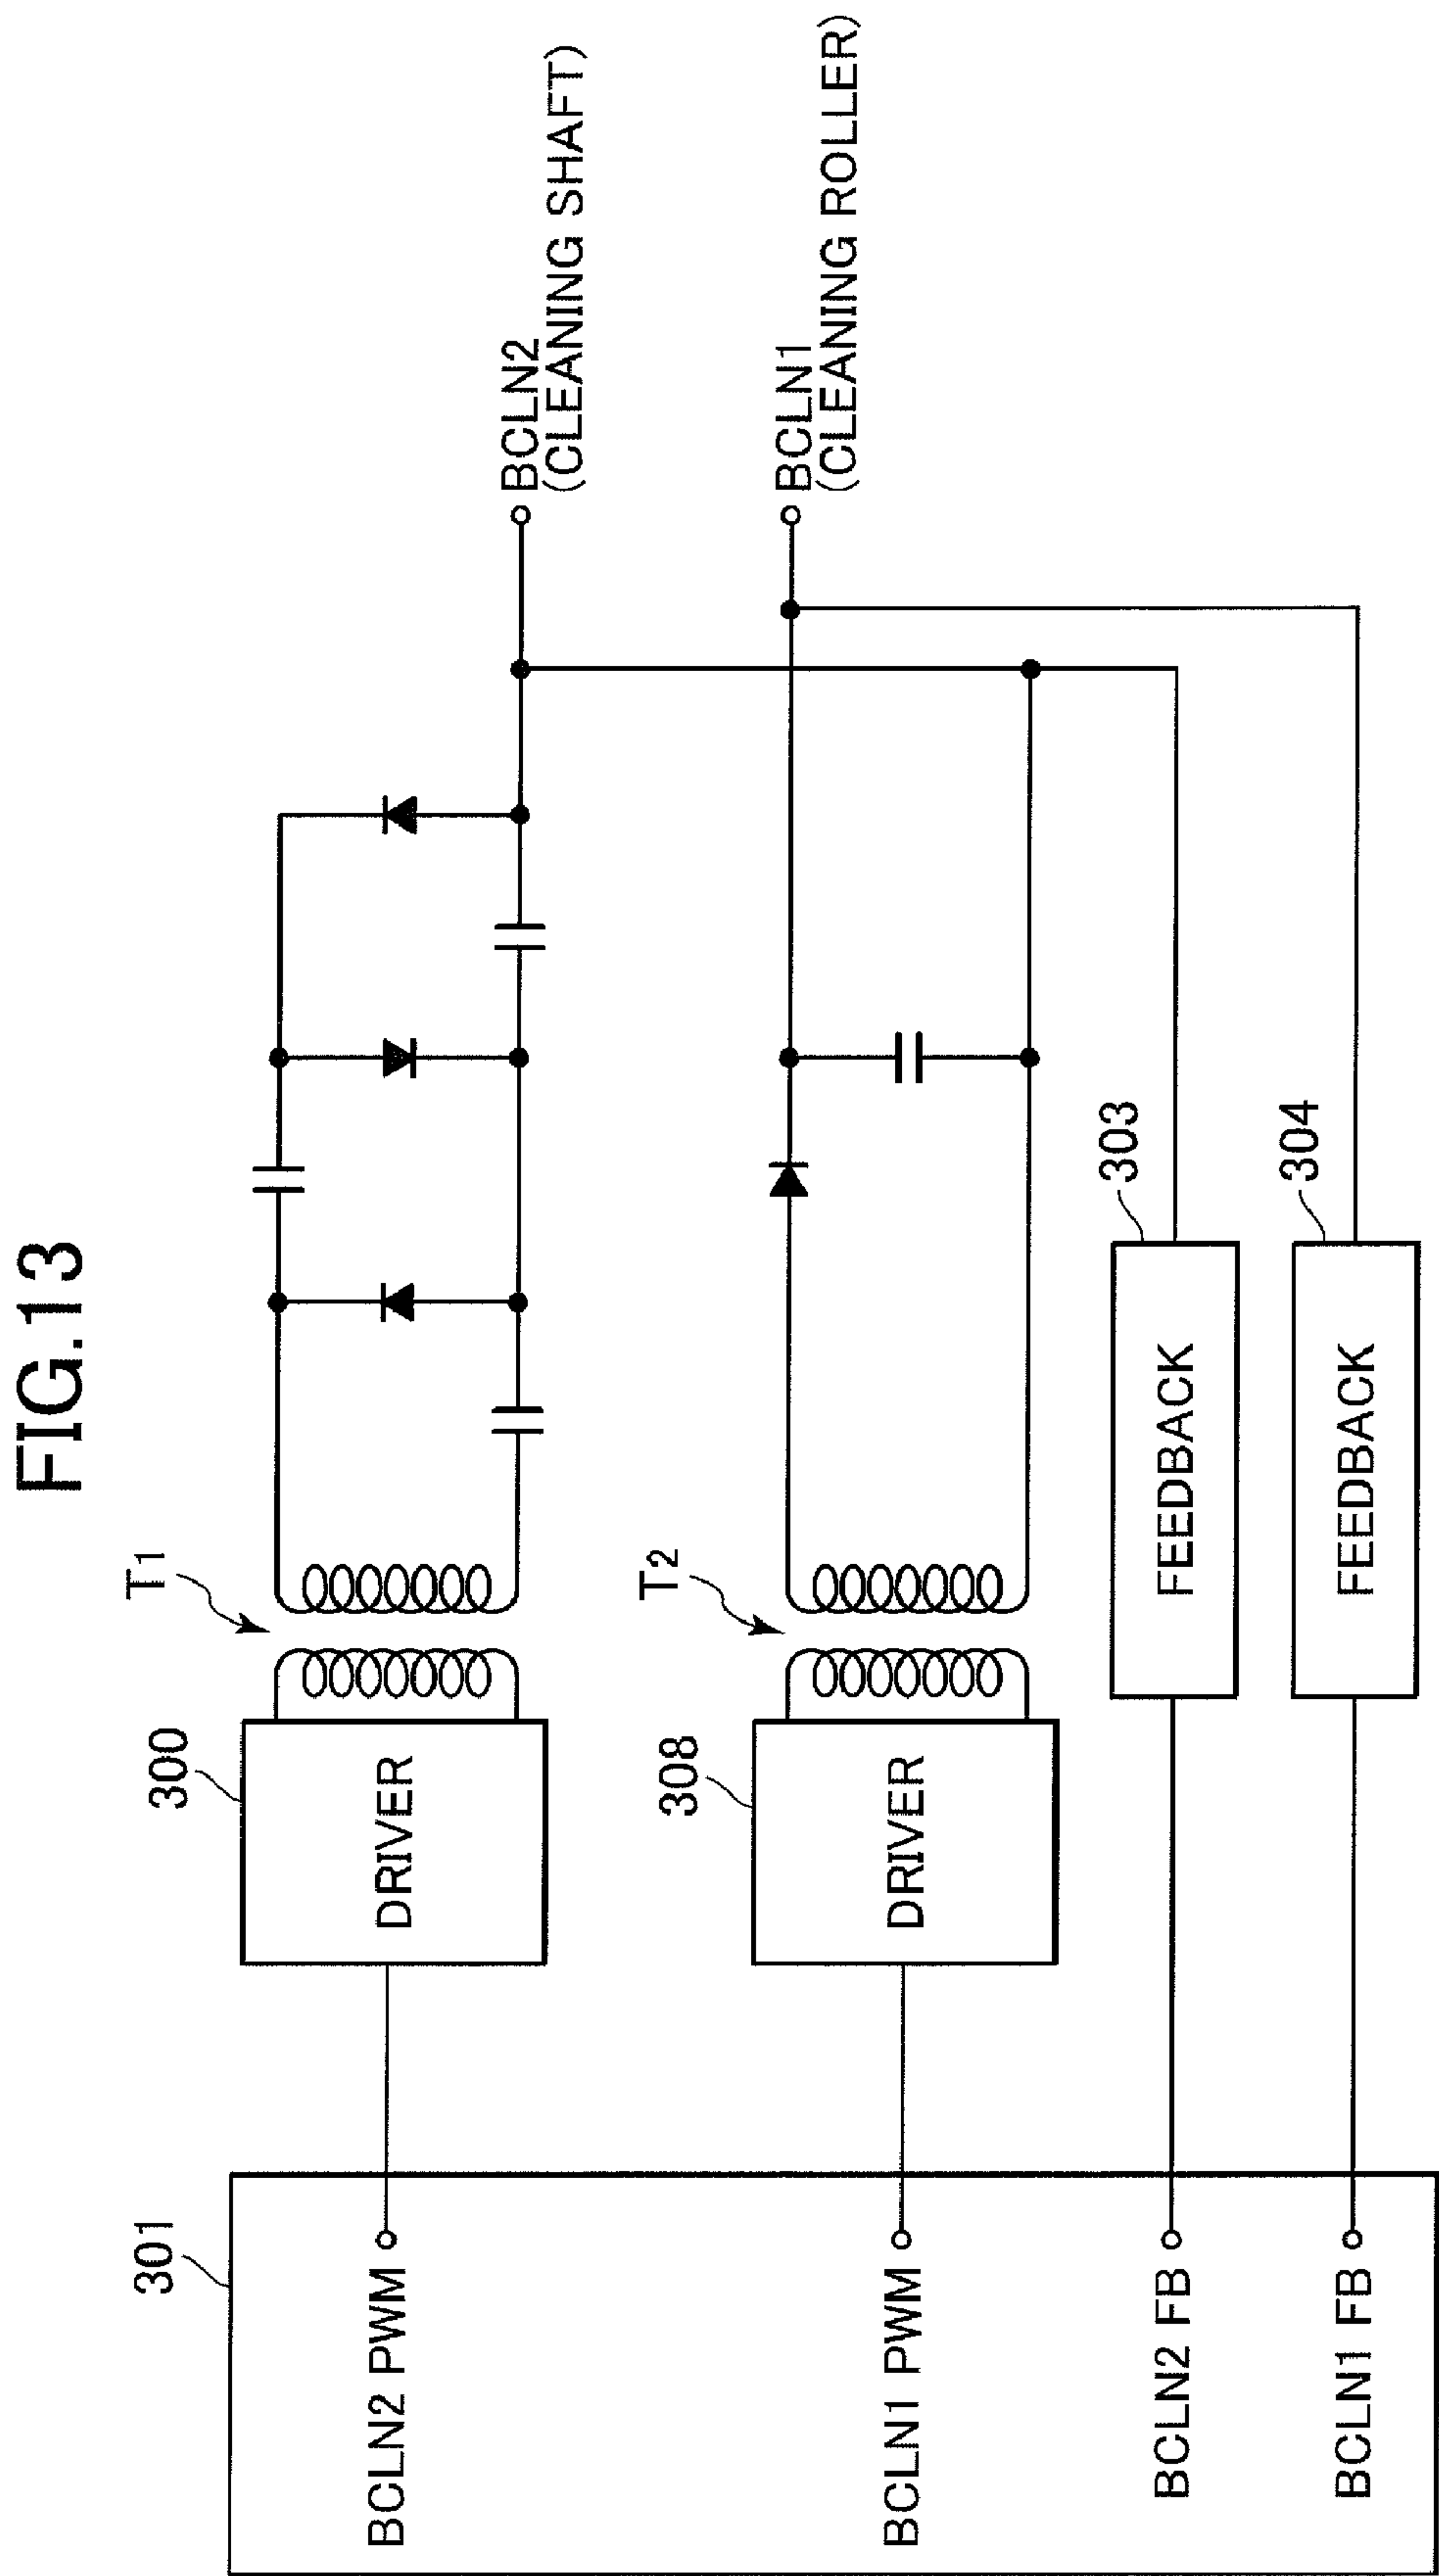 FIG.13
301
BCLN2 PWM
BCLN1 PWM
BCLN2 FB
BCLN1 FB
300
DRIVER
T1
308
DRIVER
T2
303
FEEDBACK
304
FEEDBACK
BCLN2
(CLEANING SHAFT)
BCLN1
(CLEANING ROLLER)